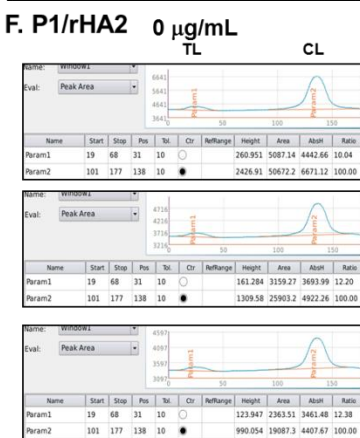 F. P1/rHA2 0 μg/mL
TL CL
Name: Window1
Eval: Peak Area
6641
5641
4641
3641
Param1 Param2
50 100 150
Name Start Stop Pos Tol. Ctr RefRange Height Area AbsH Ratio
Param1 19 68 31 10 260.951 5087.14 4442.66 10.04
Param2 101 177 138 10 2426.91 50672.2 6671.12 100.00
Name: Window1
Eval: Peak Area
4716
4216
3716
3216
Param1 Param2
50 100 150
Name Start Stop Pos Tol. Ctr RefRange Height Area AbsH Ratio
Param1 19 68 31 10 161.284 3159.27 3693.99 12.20
Param2 101 177 138 10 1309.58 25903.2 4922.26 100.00
Name: Window1
Eval: Peak Area
4597
4097
3597
3097
Param1 Param2
50 100 150
Name Start Stop Pos Tol. Ctr RefRange Height Area AbsH Ratio
Param1 19 68 31 10 123.947 2363.51 3461.48 12.38
Param2 101 177 138 10 990.054 19087.3 4407.67 100.00